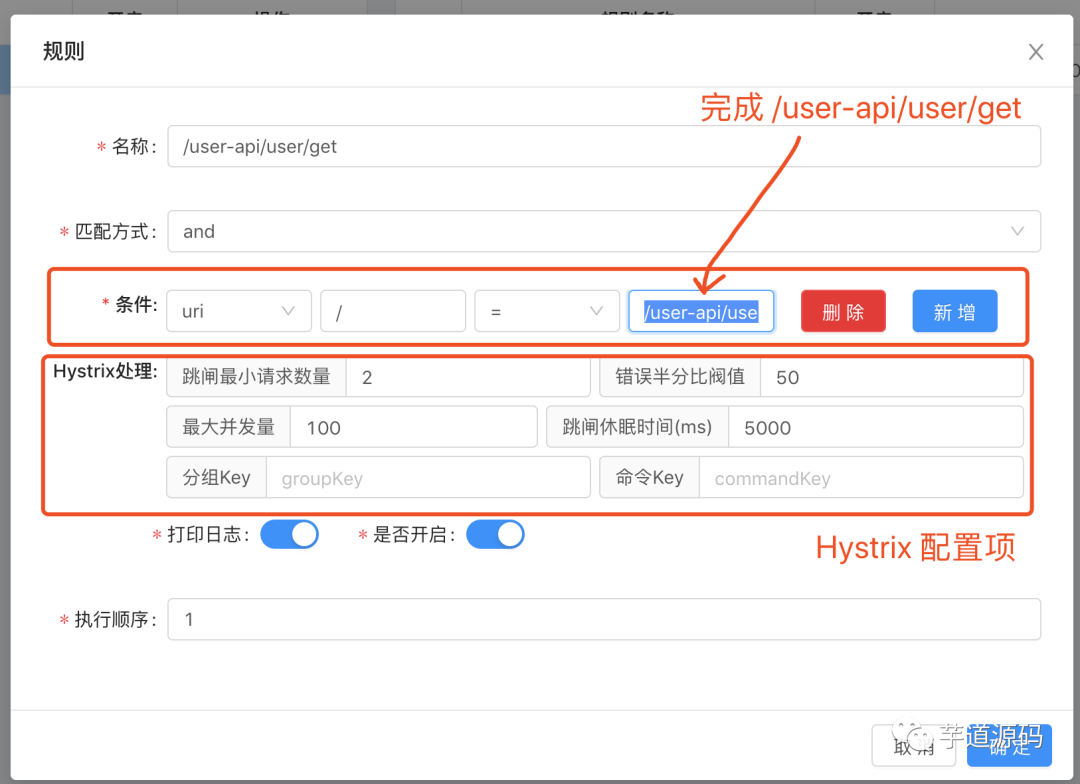 规则
完成 /user-api/user/get
* 名称: /user-api/user/get
* 匹配方式: and
* 条件: uri / = /user-api/use 删 除 新 增
Hystrix处理: 跳闸最小请求数量 2 错误半分比阀值 50
最大并发量 100 跳闸休眠时间(ms) 5000
分组Key groupKey 命令Key commandKey
* 打印日志: * 是否开启:
Hystrix 配置项
* 执行顺序: 1
芋道源码
取 消 确 定